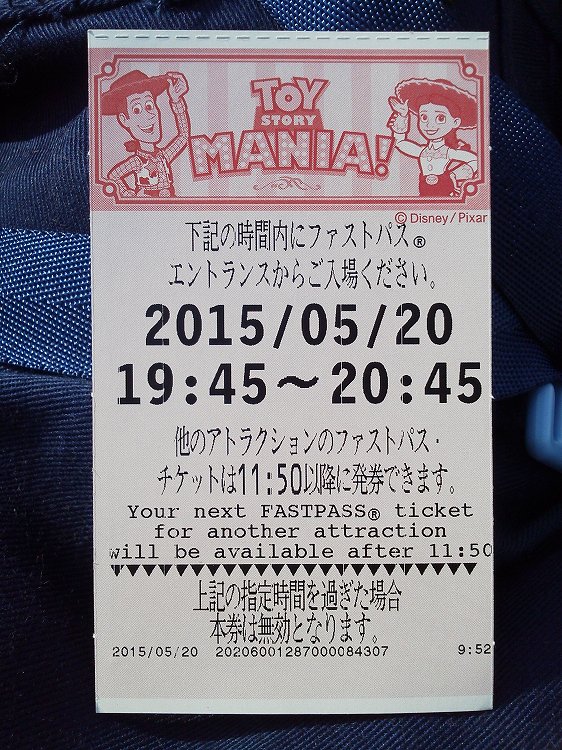 TOY
STORY
MANIA!
© Disney/Pixar
下記の時間内にファストパス®
エントランスからご入場ください。
2015/05/20
19:45～20:45
他のアトラクションのファストパス・
チケットは11:50以降に発券できます。
Your next FASTPASS® ticket
for another attraction
will be available after 11:50
上記の指定時間を過ぎた場合
本券は無効となります。
2015/05/20 20206001287000084307 9:52